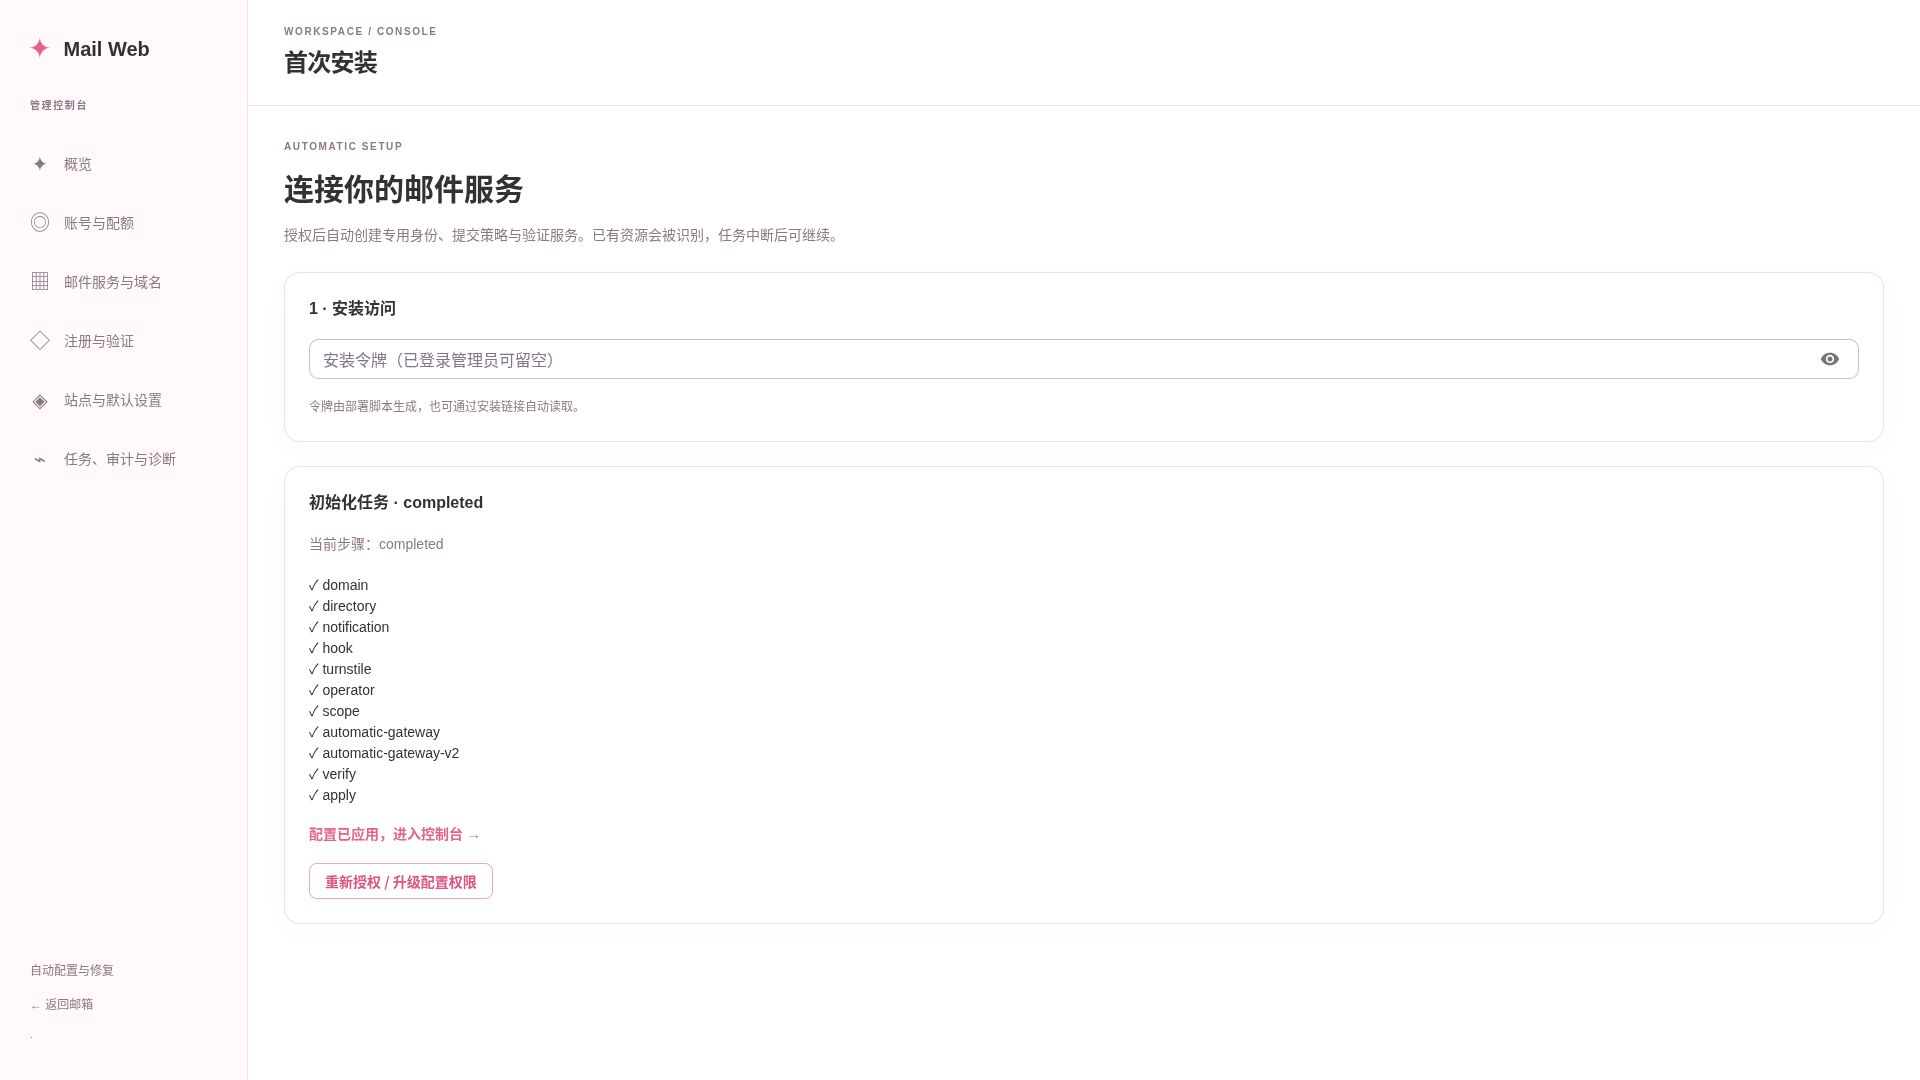 Mail Web
管理控制台
概览
账号与配额
邮件服务与域名
注册与验证
站点与默认设置
任务、审计与诊断
自动配置与修复
← 返回邮箱
WORKSPACE / CONSOLE
首次安装
AUTOMATIC SETUP
连接你的邮件服务
授权后自动创建专用身份、提交策略与验证服务。已有资源会被识别，任务中断后可继续。
1 · 安装访问
安装令牌（已登录管理员可留空）
令牌由部署脚本生成，也可通过安装链接自动读取。
初始化任务 · completed
当前步骤：completed
✓ domain
✓ directory
✓ notification
✓ hook
✓ turnstile
✓ operator
✓ scope
✓ automatic-gateway
✓ automatic-gateway-v2
✓ verify
✓ apply
配置已应用，进入控制台 →
重新授权 / 升级配置权限